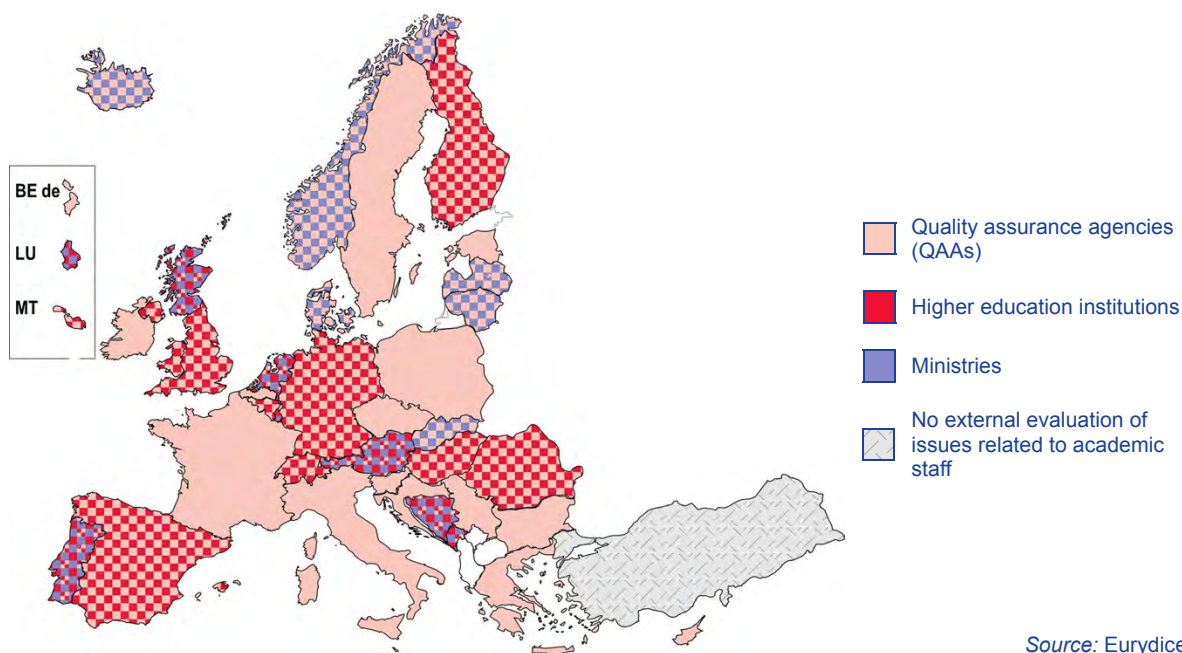 BE de
LU
MT
Quality assurance agencies
(QAAs)
Higher education institutions
Ministries
No external evaluation of
issues related to academic
staff
Source: Eurydice